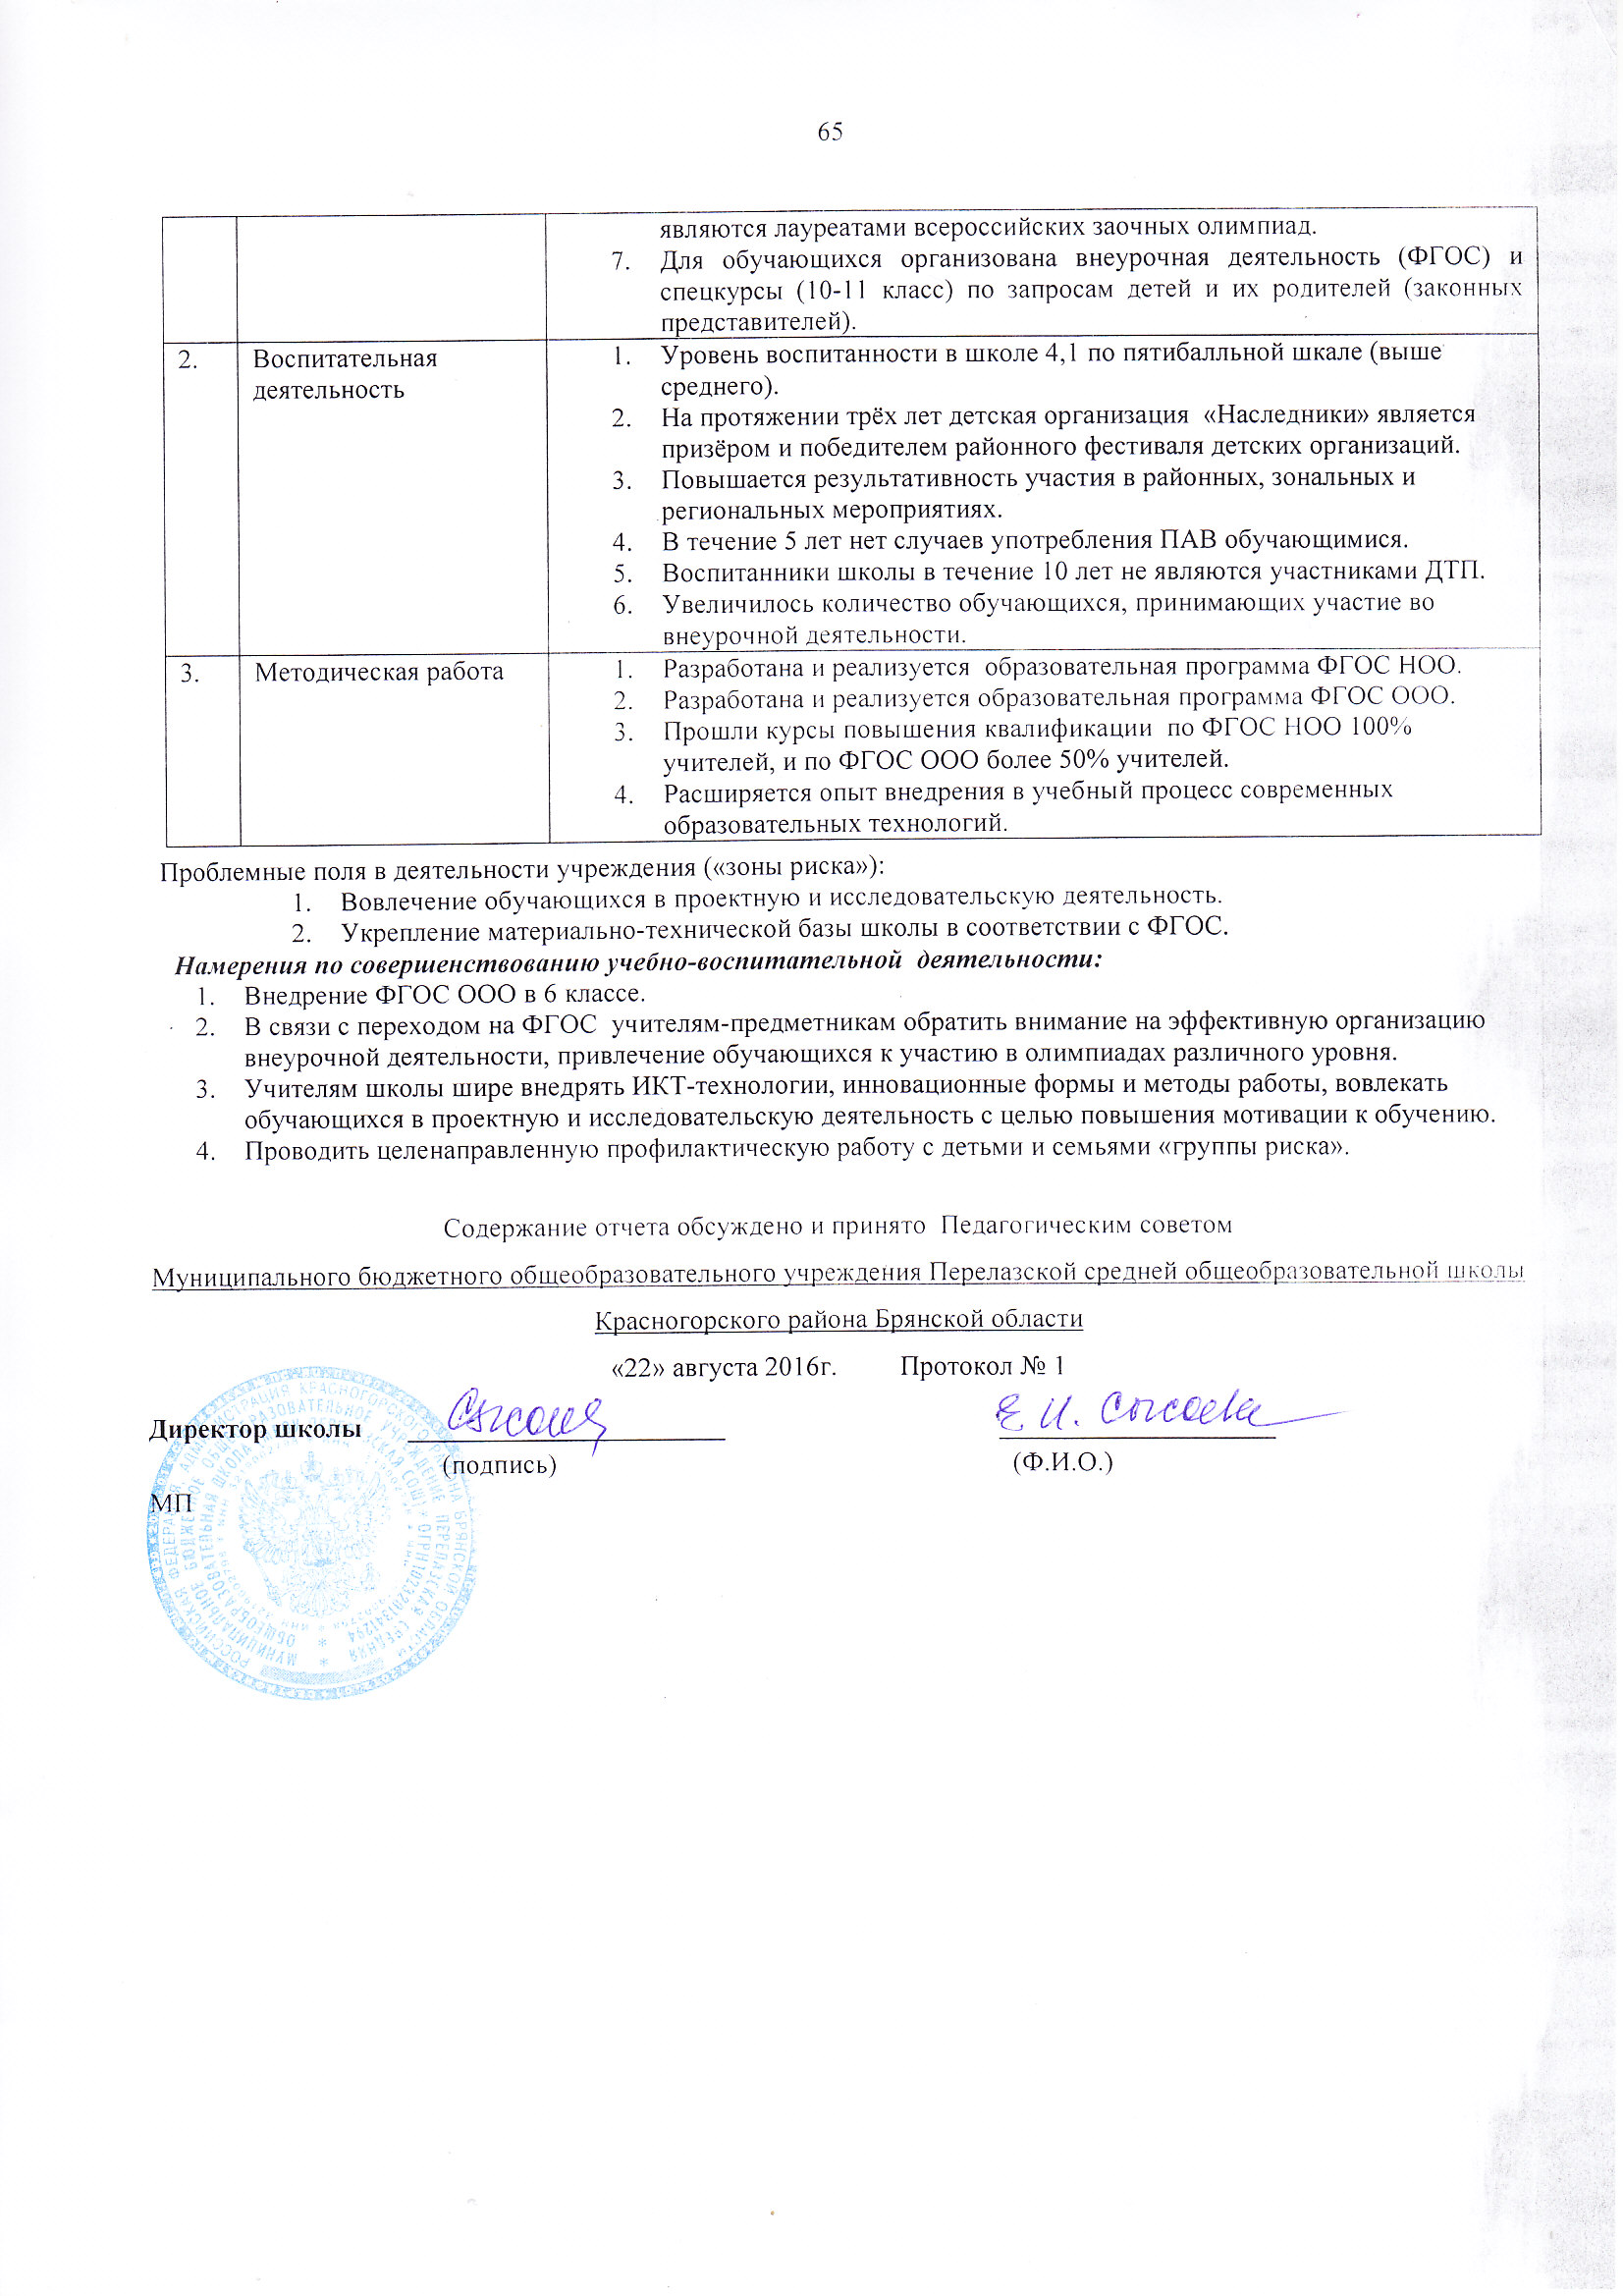 65
являются лауреатами всероссийских заочных олимпиад.
7. Для обучающихся организована внеурочная деятельность (ФГОС) и
спецкурсы (10-11 класс) по запросам детей и их родителей (законных
представителей).
2. Воспитательная
деятельность
1. Уровень воспитанности в школе 4,1 по пятибалльной шкале (выше
среднего).
2. На протяжении трёх лет детская организация «Наследники» является
призёром и победителем районного фестиваля детских организаций.
3. Повышается результативность участия в районных, зональных и
региональных мероприятиях.
4. В течение 5 лет нет случаев употребления ПАВ обучающимися.
5. Воспитанники школы в течение 10 лет не являются участниками ДТП.
6. Увеличилось количество обучающихся, принимающих участие во
внеурочной деятельности.
3. Методическая работа
1. Разработана и реализуется образовательная программа ФГОС НОО.
2. Разработана и реализуется образовательная программа ФГОС ООО.
3. Прошли курсы повышения квалификации по ФГОС НОО 100%
учителей, и по ФГОС ООО более 50% учителей.
4. Расширяется опыт внедрения в учебный процесс современных
образовательных технологий.
Проблемные поля в деятельности учреждения («зоны риска»):
1. Вовлечение обучающихся в проектную и исследовательскую деятельность.
2. Укрепление материально-технической базы школы в соответствии с ФГОС.
Намерения по совершенствованию учебно-воспитательной деятельности:
1. Внедрение ФГОС ООО в 6 классе.
2. В связи с переходом на ФГОС учителям-предметникам обратить внимание на эффективную организацию
внеурочной деятельности, привлечение обучающихся к участию в олимпиадах различного уровня.
3. Учителям школы шире внедрять ИКТ-технологии, инновационные формы и методы работы, вовлекать
обучающихся в проектную и исследовательскую деятельность с целью повышения мотивации к обучению.
4. Проводить целенаправленную профилактическую работу с детьми и семьями «группы риска».
Содержание отчета обсуждено и принято Педагогическим советом
Муниципального бюджетного общеобразовательного учреждения Перелазской средней общеобразовательной школы
Красногорского района Брянской области
«22» августа 2016г. Протокол № 1
Директор школы
(подпись) (Ф.И.О.)
МП